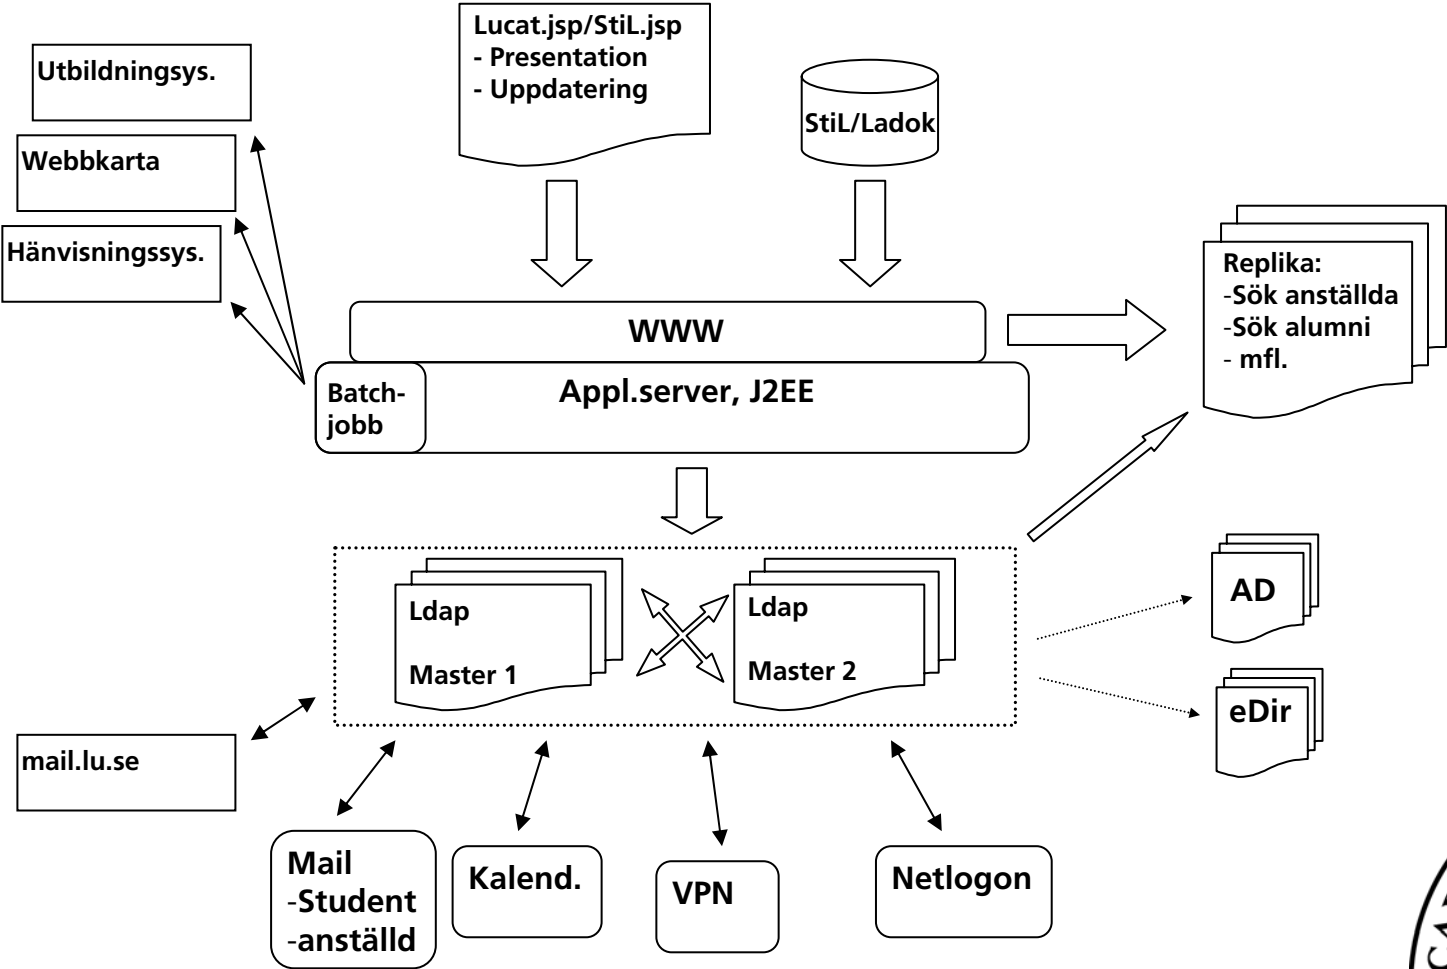 Lucat.jsp/StiL.jsp
- Presentation
- Uppdatering
StiL/Ladok
Utbildningsys.
Webbkarta
Hänvisningssys.
WWW
Batch-
jobb
Appl.server, J2EE
Replika:
-Sök anställda
-Sök alumni
- mfl.
Ldap
Master 1
Ldap
Master 2
AD
eDir
mail.lu.se
Mail
-Student
-anställd
Kalend.
VPN
Netlogon